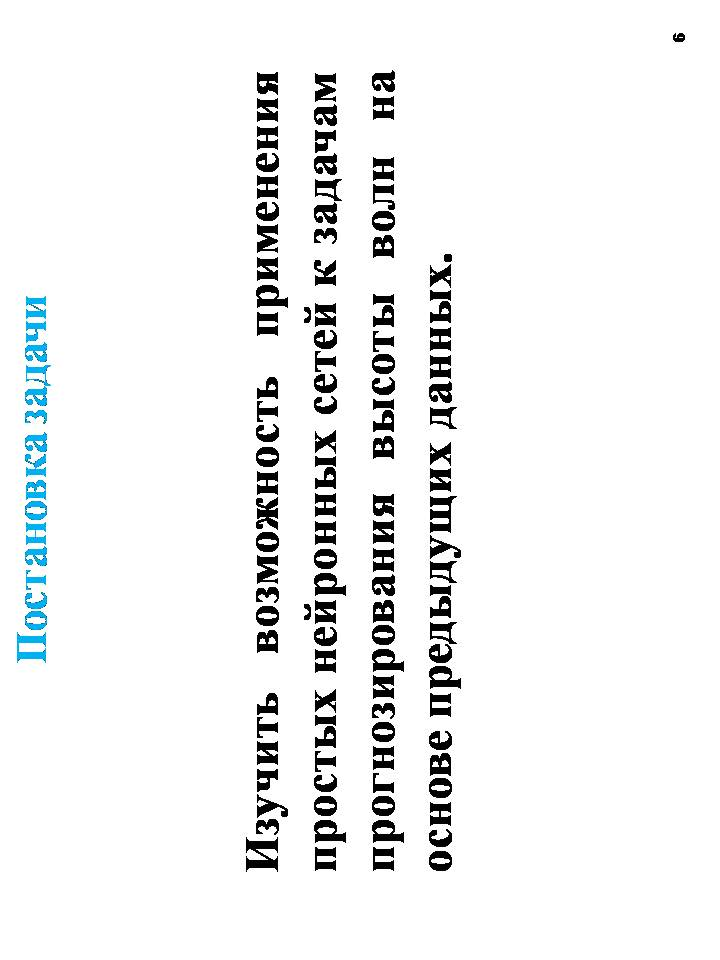 Постановка задачи
Изучить возможность применения
простых нейронных сетей к задачам
прогнозирования высоты волн на
основе предыдущих данных.
6